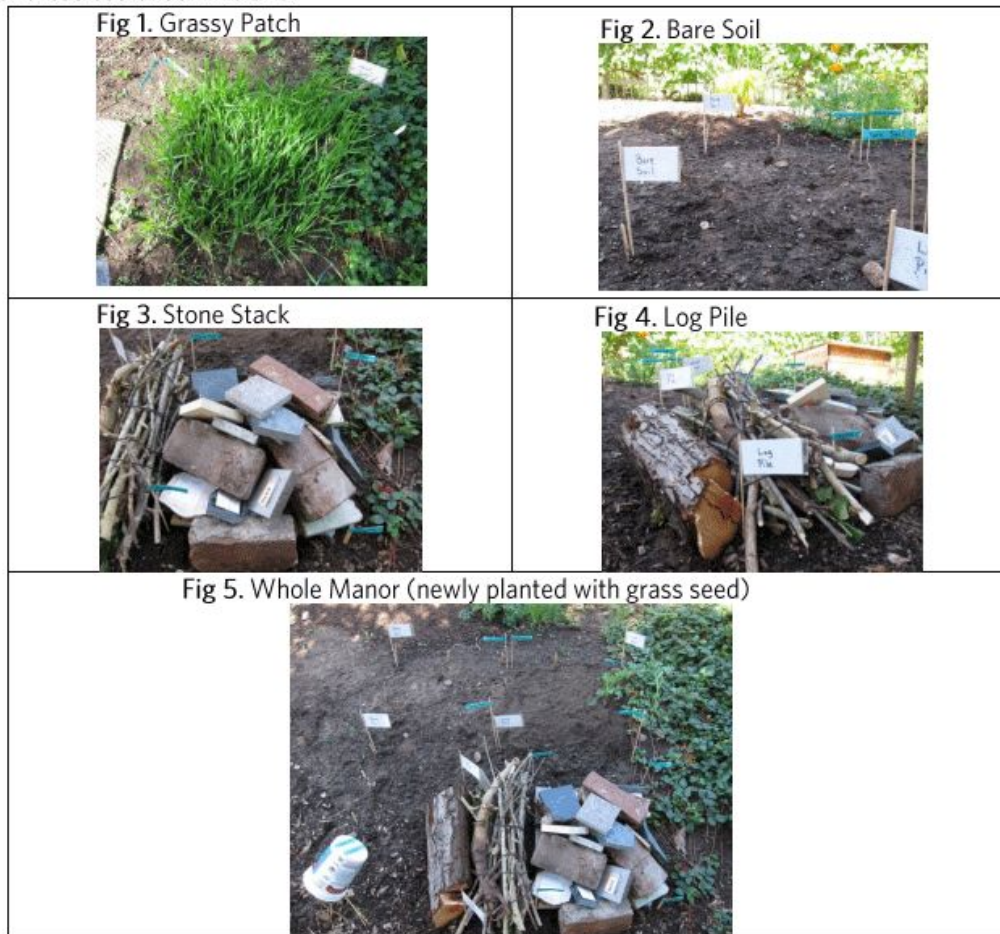 Fig 1. Grassy Patch
Fig 2. Bare Soil
Bare
Soil
Fig 3. Stone Stack
Fig 4. Log Pile
Log
Pile
Fig 5. Whole Manor (newly planted with grass seed)